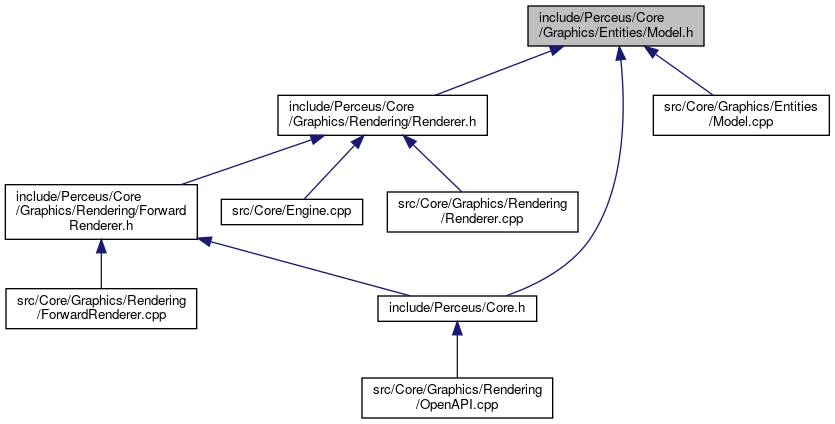 include/Perceus/Core
/Graphics/Entities/Model.h
include/Perceus/Core
/Graphics/Rendering/Renderer.h
src/Core/Graphics/Entities
/Model.cpp
include/Perceus/Core
/Graphics/Rendering/Forward
Renderer.h
src/Core/Engine.cpp
src/Core/Graphics/Rendering
/Renderer.cpp
src/Core/Graphics/Rendering
/ForwardRenderer.cpp
include/Perceus/Core.h
src/Core/Graphics/Rendering
/OpenAPI.cpp